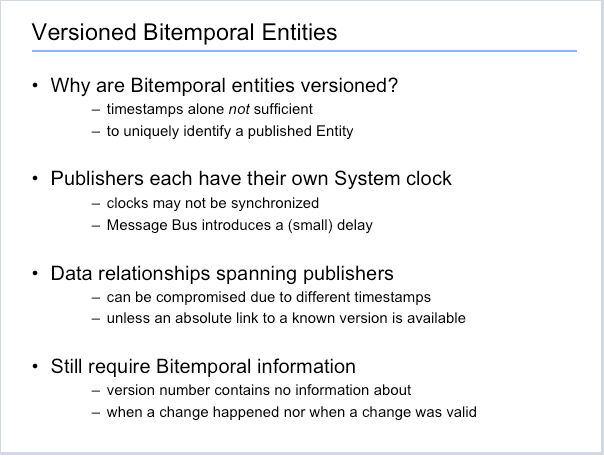 Versioned Bitemporal Entities
• Why are Bitemporal entities versioned?
– timestamps alone not sufficient
– to uniquely identify a published Entity
• Publishers each have their own System clock
– clocks may not be synchronized
– Message Bus introduces a (small) delay
• Data relationships spanning publishers
– can be compromised due to different timestamps
– unless an absolute link to a known version is available
• Still require Bitemporal information
– version number contains no information about
– when a change happened nor when a change was valid